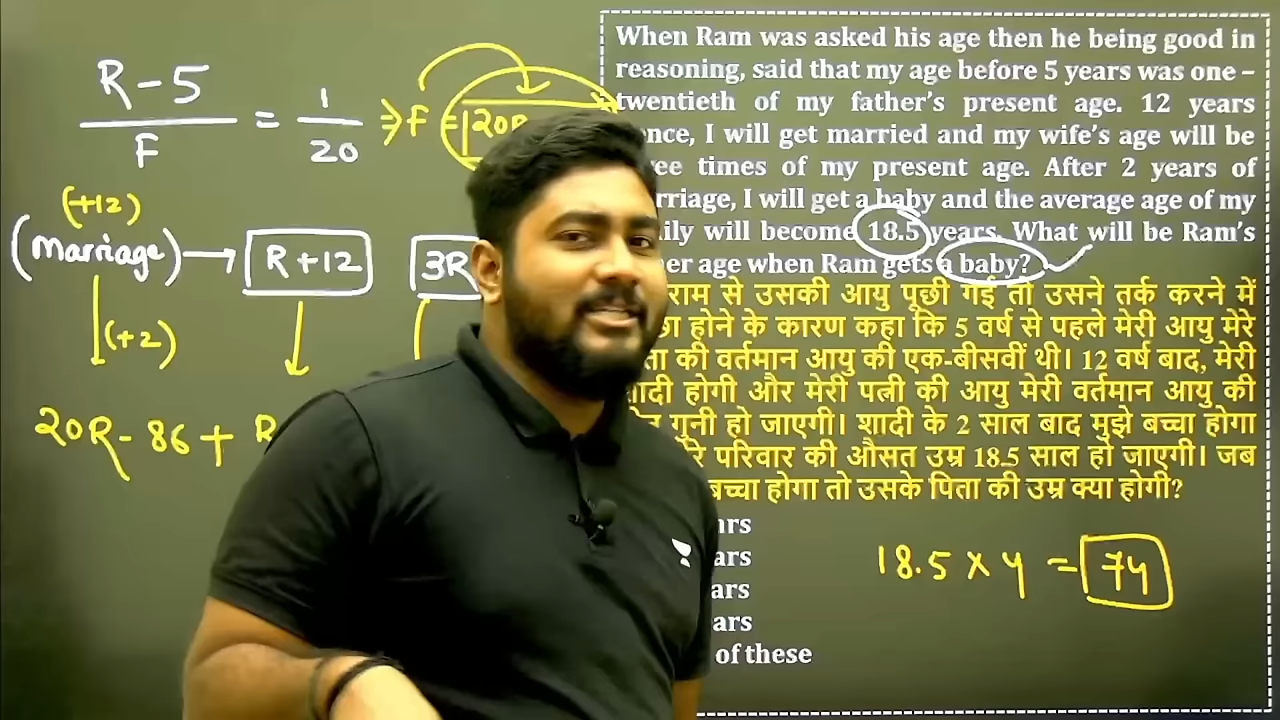 R-5
F
= 1
20
⇒ F = 20R
(+12)
(Marriage) → R+12
3R
(+2)
20R - 86 + R
When Ram was asked his age then he being good in
reasoning, said that my age before 5 years was one –
twentieth of my father's present age. 12 years
I will get married and my wife's age will be
times of my present age. After 2 years of
I will get a baby and the average age of my
will become 18.5 years. What will be Ram's
age when Ram gets a baby?
राम से उसकी आयु पूछी गई तो उसने तर्क करने में
होने के कारण कहा कि 5 वर्ष से पहले मेरी आयु मेरे
की वर्तमान आयु की एक-बीसवीं थी। 12 वर्ष बाद, मेरी
शादी होगी और मेरी पत्नी की आयु मेरी वर्तमान आयु की
गुनी हो जाएगी। शादी के 2 साल बाद मुझे बच्चा होगा
परिवार की औसत उम्र 18.5 साल हो जाएगी। जब
बच्चा होगा तो उसके पिता की उम्र क्या होगी?
of these
18.5 x 4 = 74